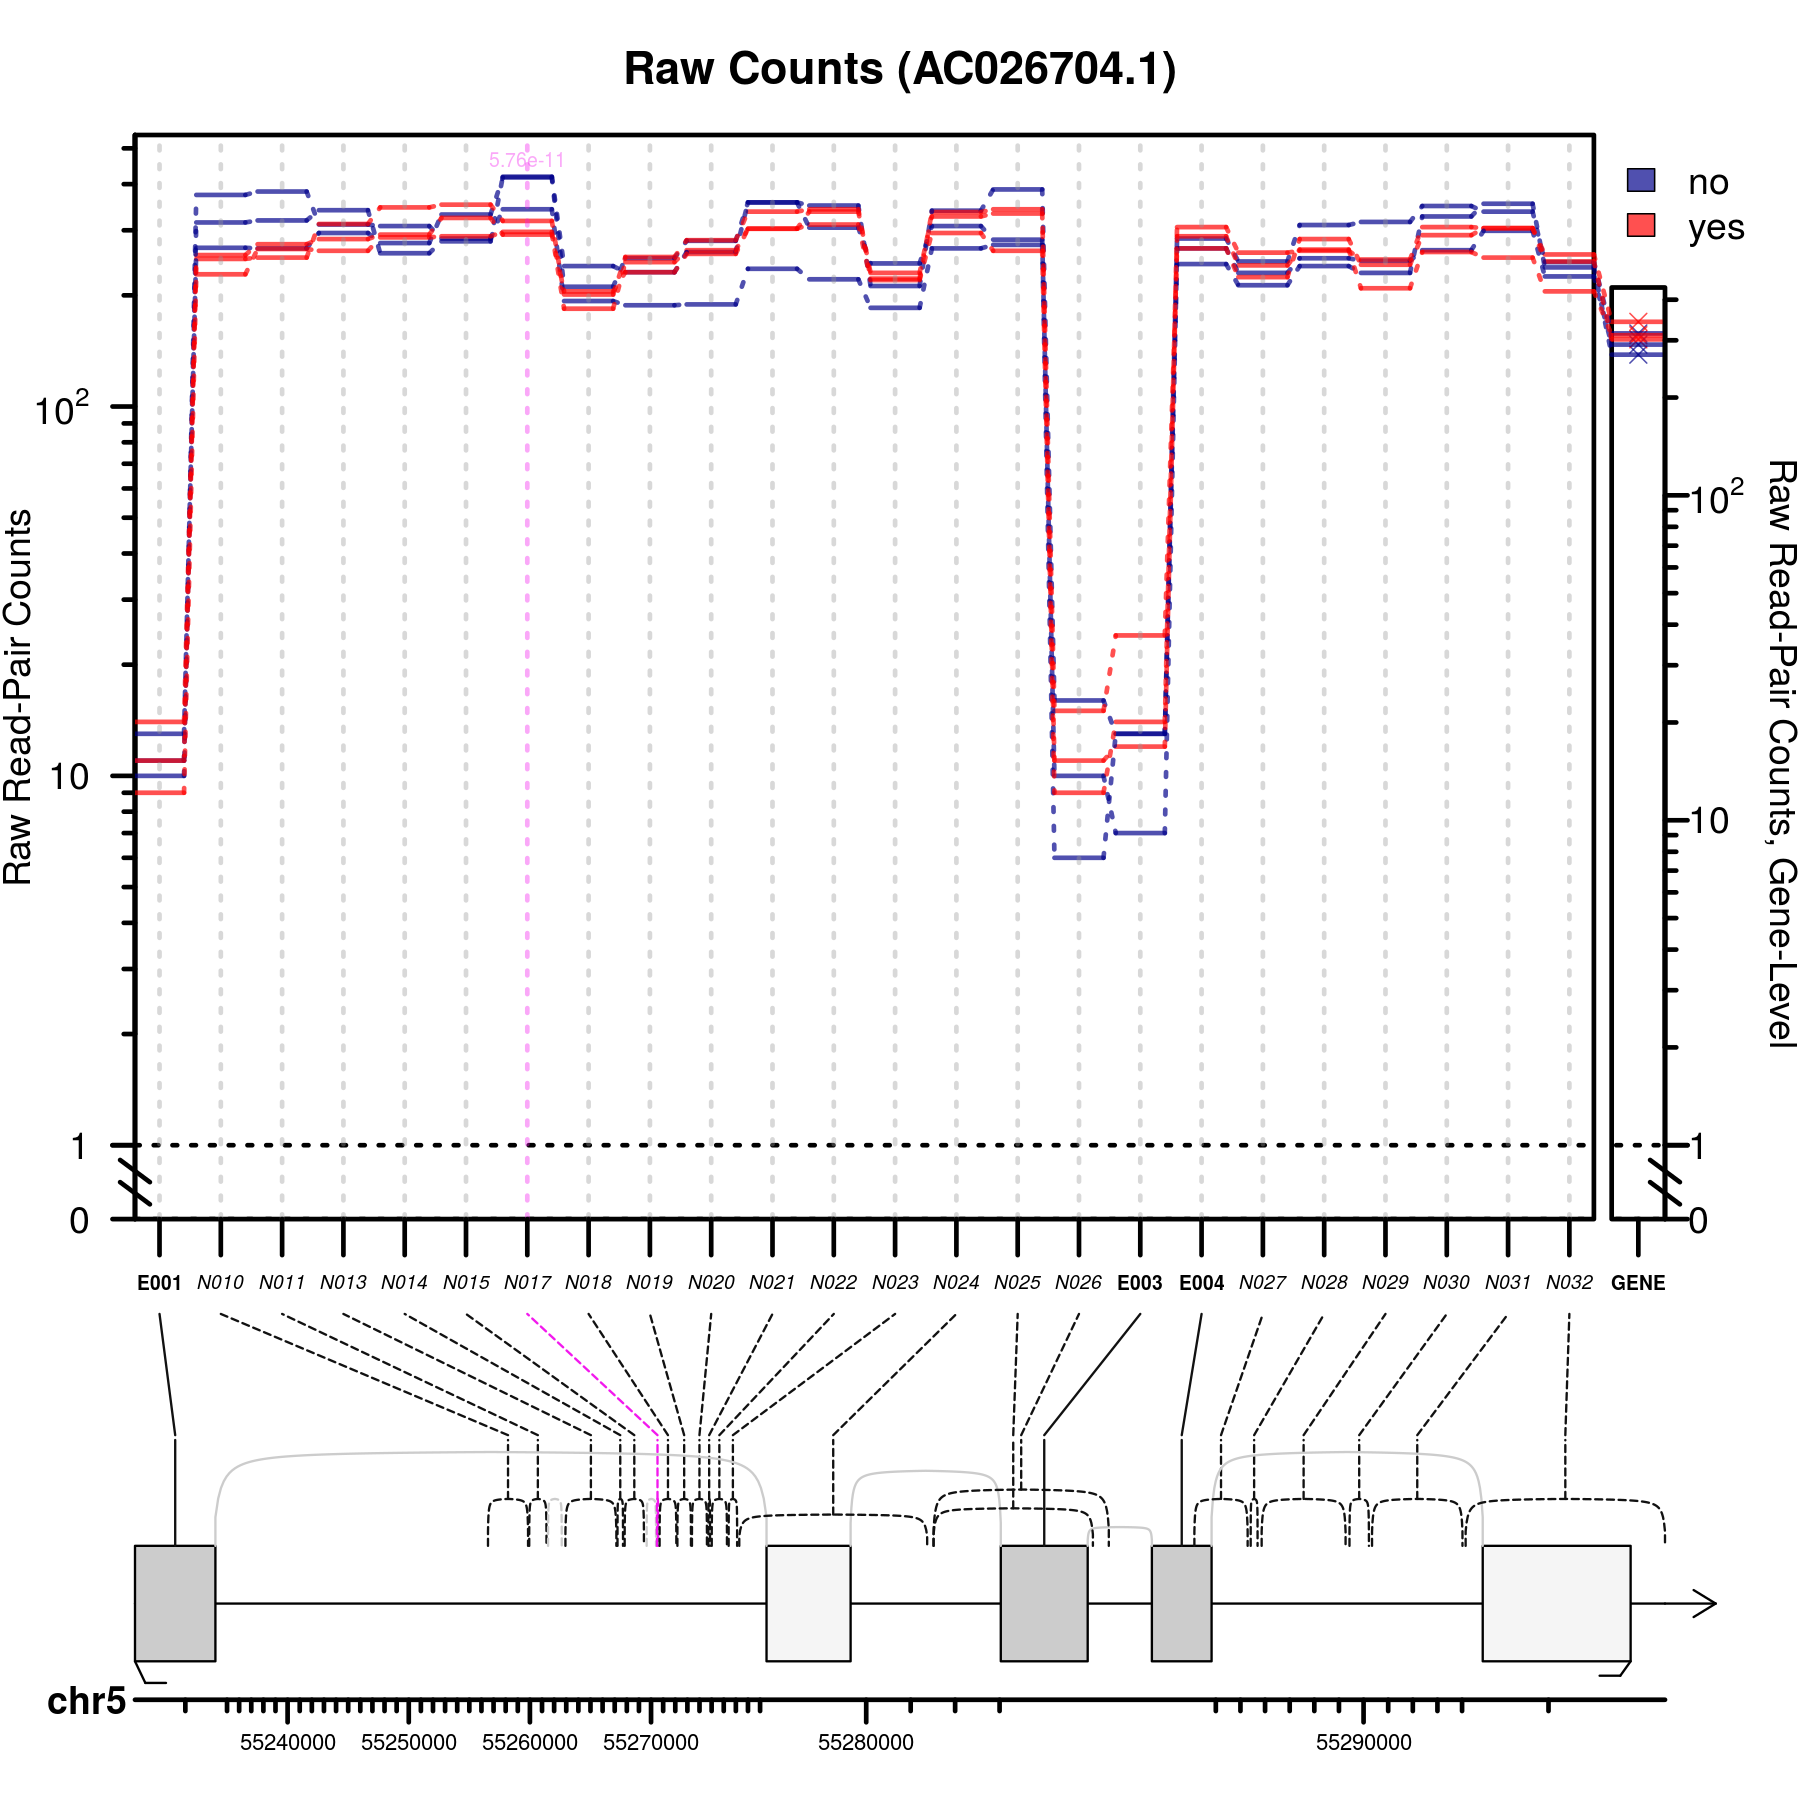 Raw Counts (AC026704.1)
5.76e-11
no
yes
Raw Read-Pair Counts
10²
10
1
0
10²
10
1
0
Raw Read-Pair Counts, Gene-Level
E001 N010 N011 N013 N014 N015 N017 N018 N019 N020 N021 N022 N023 N024 N025 N026 E003 E004 N027 N028 N029 N030 N031 N032 GENE
chr5
55240000 55250000 55260000 55270000 55280000 55290000